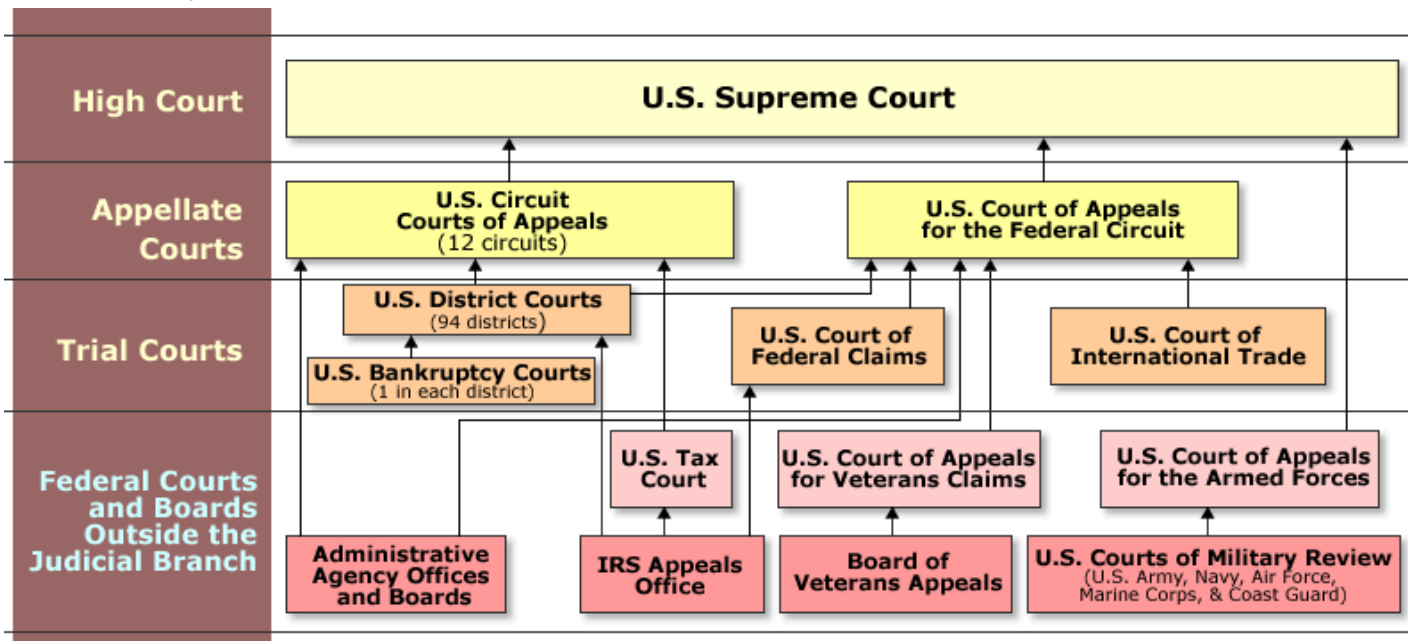 High Court
U.S. Supreme Court
Appellate
Courts
U.S. Circuit
Courts of Appeals
(12 circuits)
U.S. Court of Appeals
for the Federal Circuit
Trial Courts
U.S. District Courts
(94 districts)
U.S. Bankruptcy Courts
(1 in each district)
U.S. Court of
Federal Claims
U.S. Court of
International Trade
Federal Courts
and Boards
Outside the
Judicial Branch
U.S. Tax
Court
U.S. Court of Appeals
for Veterans Claims
U.S. Court of Appeals
for the Armed Forces
Administrative
Agency Offices
and Boards
IRS Appeals
Office
Board of
Veterans Appeals
U.S. Courts of Military Review
(U.S. Army, Navy, Air Force,
Marine Corps, & Coast Guard)